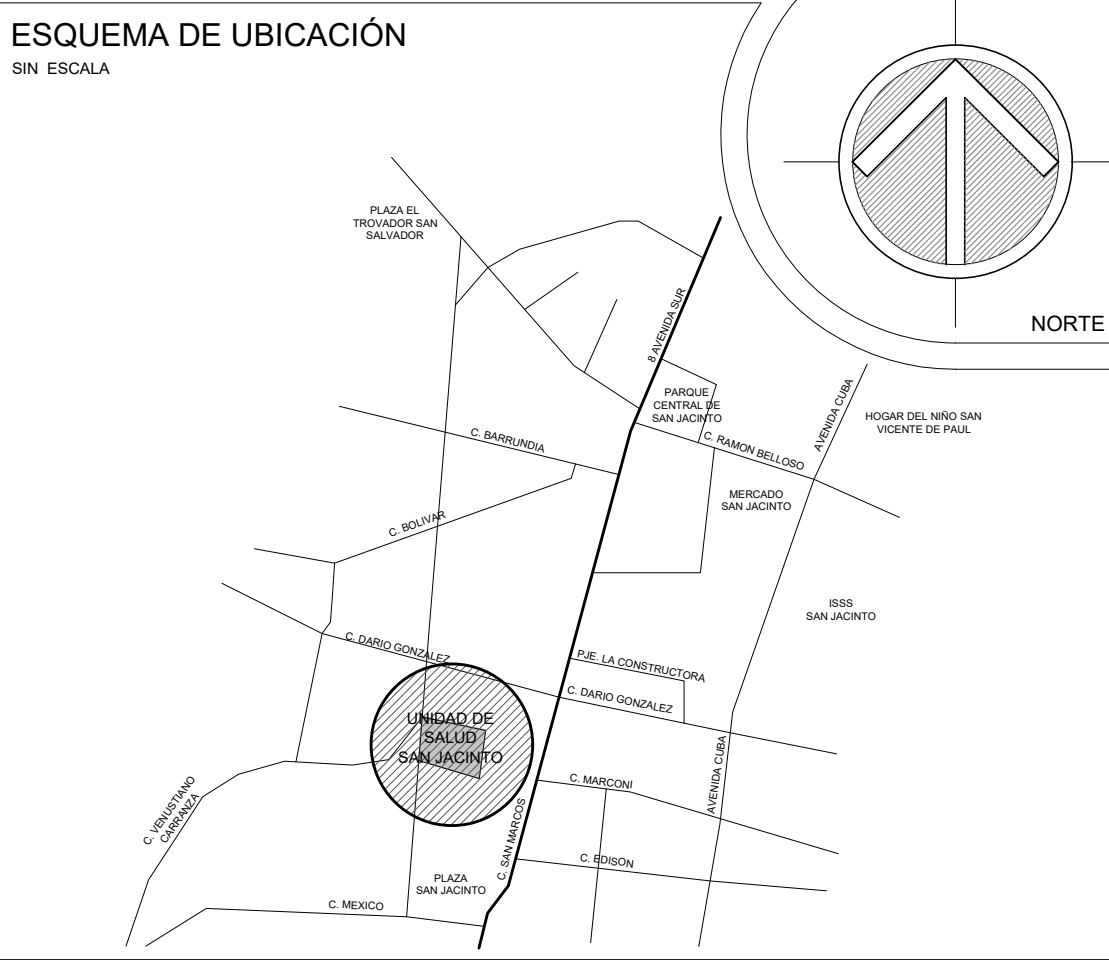 ESQUEMA DE UBICACIÓN
SIN ESCALA
NORTE
PLAZA EL
TROVADOR SAN
SALVADOR
8 AVENIDA SUR
PARQUE
CENTRAL DE
SAN JACINTO
AVENIDA CUBA
HOGAR DEL NIÑO SAN
VICENTE DE PAUL
C. BARRUNDIA
C. RAMON BELLOSO
MERCADO
SAN JACINTO
C. BOLIVAR
ISSS
SAN JACINTO
C. DARIO GONZALEZ
PJE. LA CONSTRUCTORA
C. DARIO GONZALEZ
UNIDAD DE
SALUD
SAN JACINTO
AVENIDA CUBA
C. MARCONI
C. VENUSTIANO
CARRANZA
C. SAN MARCOS
C. EDISON
PLAZA
SAN JACINTO
C. MEXICO